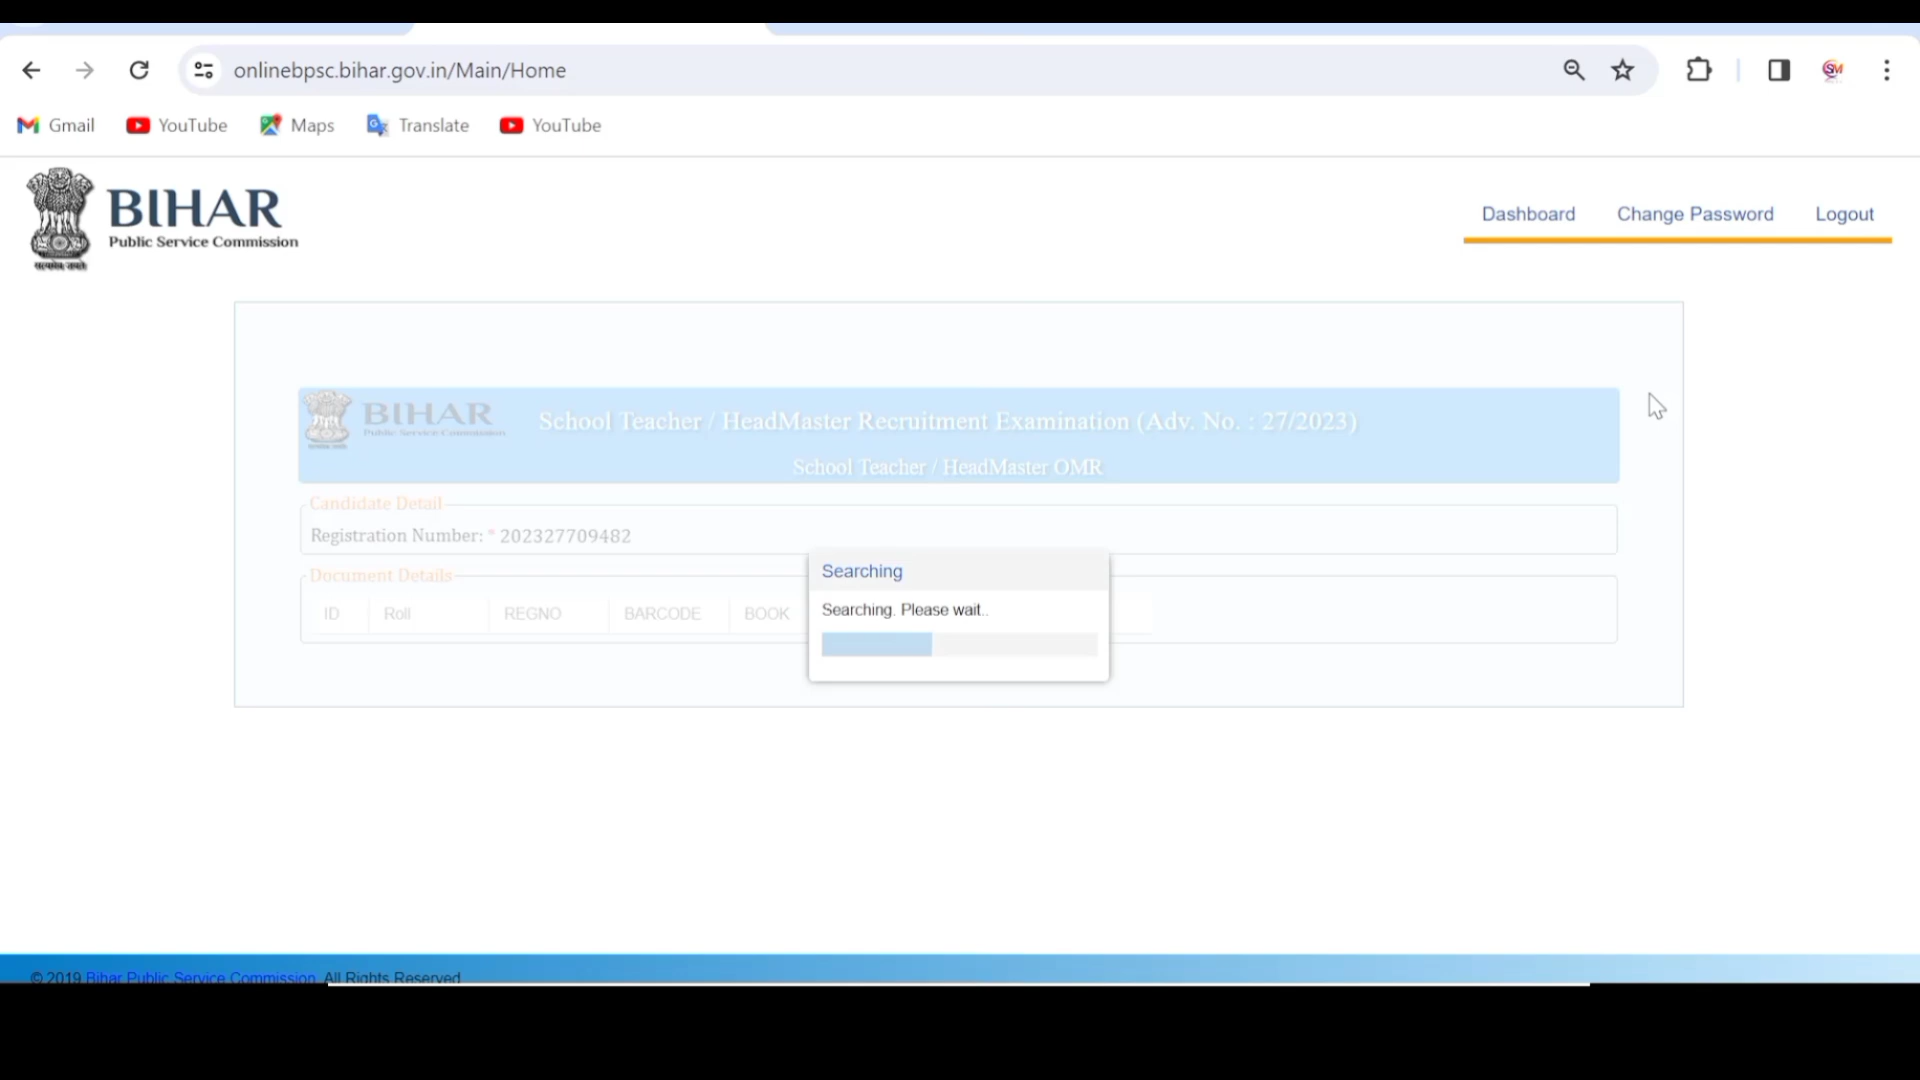 onlinebpsc.bihar.gov.in/Main/Home
Gmail YouTube Maps Translate YouTube
BIHAR
Public Service Commission
Dashboard Change Password Logout
BIHAR
Public Service Commission
School Teacher / HeadMaster Recruitment Examination (Adv. No. : 27/2023)
School Teacher / HeadMaster OMR
Candidate Detail
Registration Number: * 202327709482
Document Details
ID Roll REGNO BARCODE BOOK
Searching
Searching. Please wait..
© 2019 Bihar Public Service Commission. All Rights Reserved